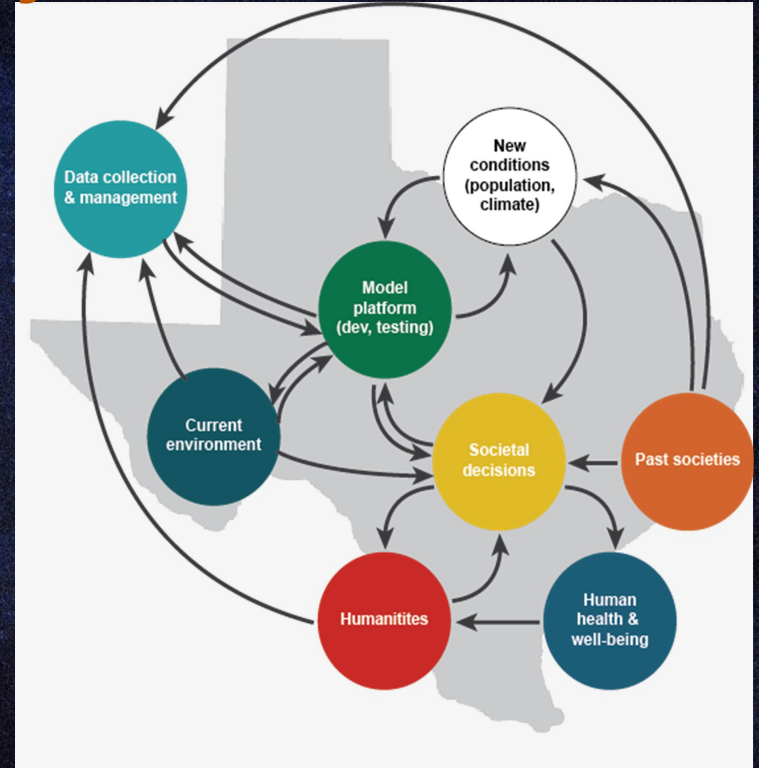 New
conditions
(population,
climate)
Data collection
& management
Model
platform
(dev, testing)
Current
environment
Societal
decisions
Past societies
Humanitites
Human
health &
well-being